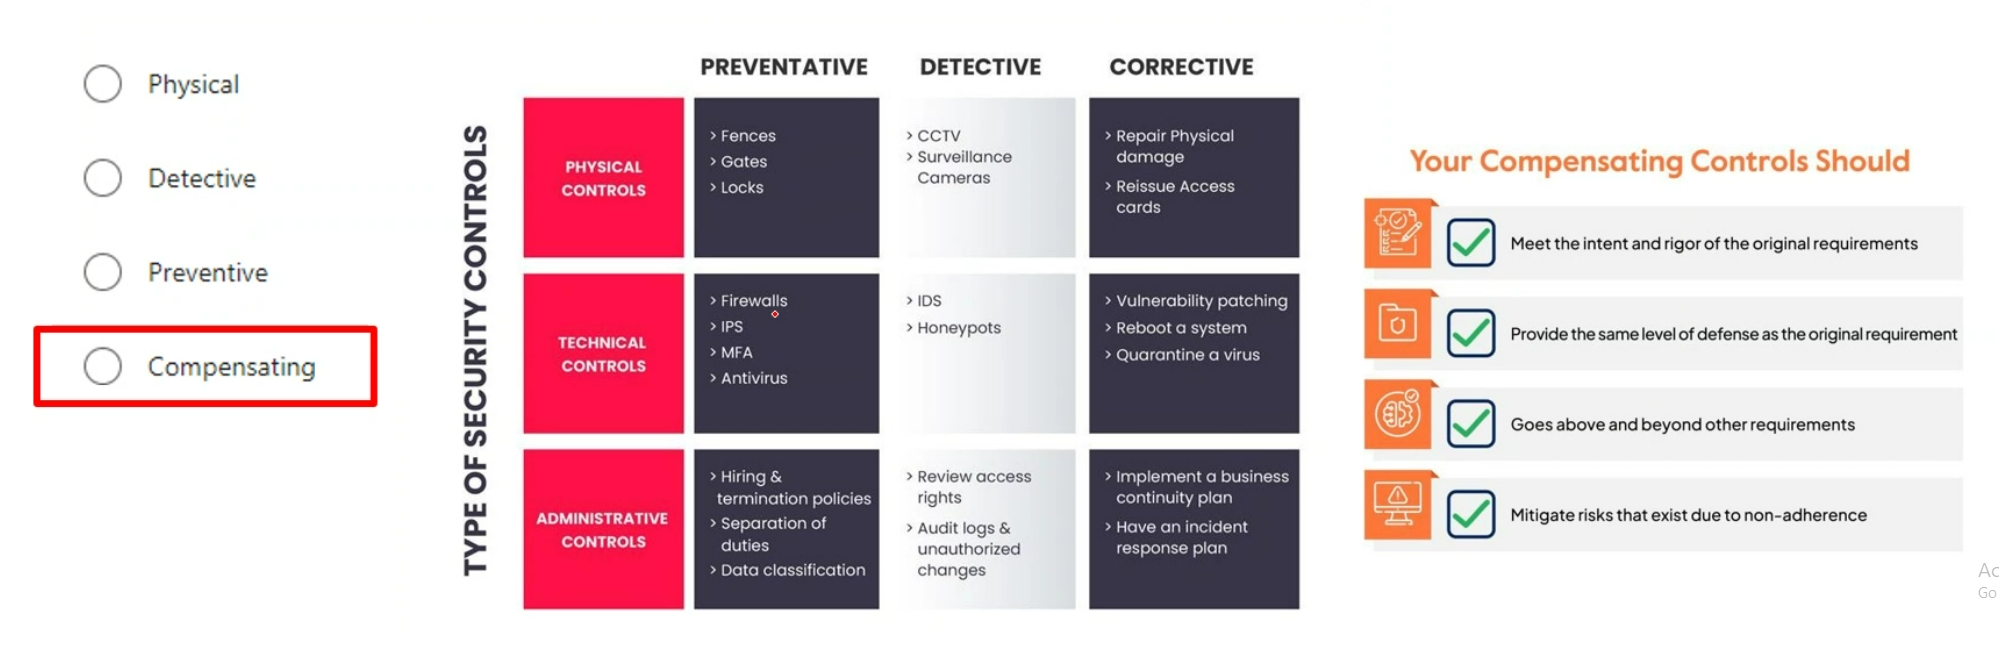 Physical
Detective
Preventive
Compensating
TYPE OF SECURITY CONTROLS
PREVENTATIVE
DETECTIVE
CORRECTIVE
PHYSICAL
CONTROLS
> Fences
> Gates
> Locks
> CCTV
> Surveillance
Cameras
> Repair Physical
damage
> Reissue Access
cards
TECHNICAL
CONTROLS
> Firewalls
> IPS
> MFA
> Antivirus
> IDS
> Honeypots
> Vulnerability patching
> Reboot a system
> Quarantine a virus
ADMINISTRATIVE
CONTROLS
> Hiring &
termination policies
> Separation of
duties
> Data classification
> Review access
rights
> Audit logs &
unauthorized
changes
> Implement a business
continuity plan
> Have an incident
response plan
Your Compensating Controls Should
Meet the intent and rigor of the original requirements
Provide the same level of defense as the original requirement
Goes above and beyond other requirements
Mitigate risks that exist due to non-adherence
Ac
Go